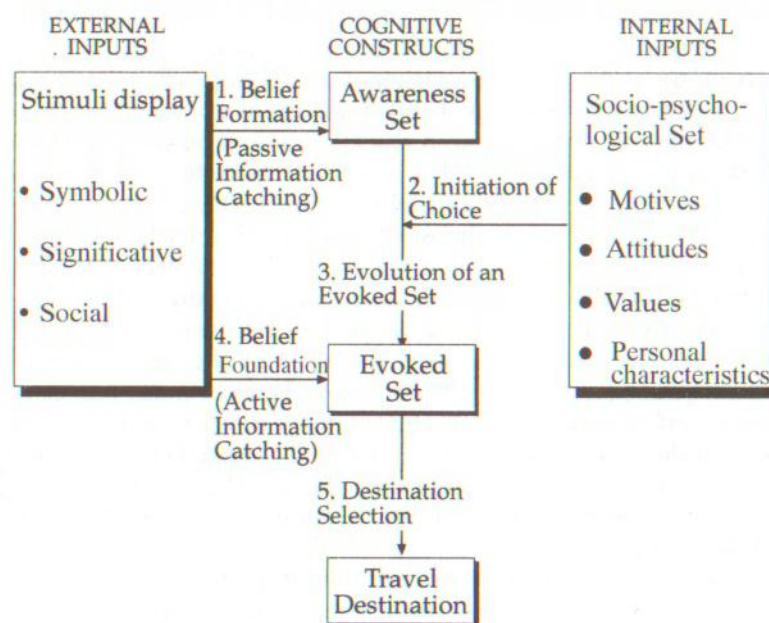 EXTERNAL
. INPUTS
COGNITIVE
CONSTRUCTS
INTERNAL
INPUTS
Stimuli display
• Symbolic
• Significative
• Social
1. Belief
Formation
(Passive
Information
Catching)
Awareness
Set
2. Initiation of
Choice
3. Evolution of an
Evoked Set
4. Belief
Foundation
(Active
Information
Catching)
Evoked
Set
5. Destination
Selection
Travel
Destination
Socio-psycho-
logical Set
● Motives
● Attitudes
● Values
● Personal
characteristics